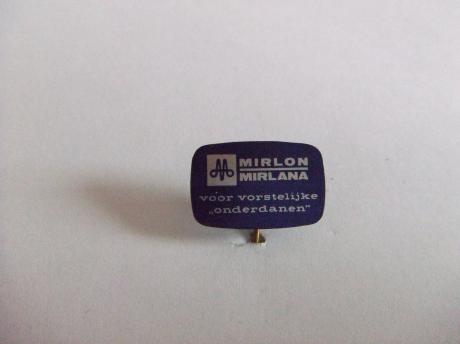 MIRLON
MIRLANA
voor vorstelijke
„onderdanen”